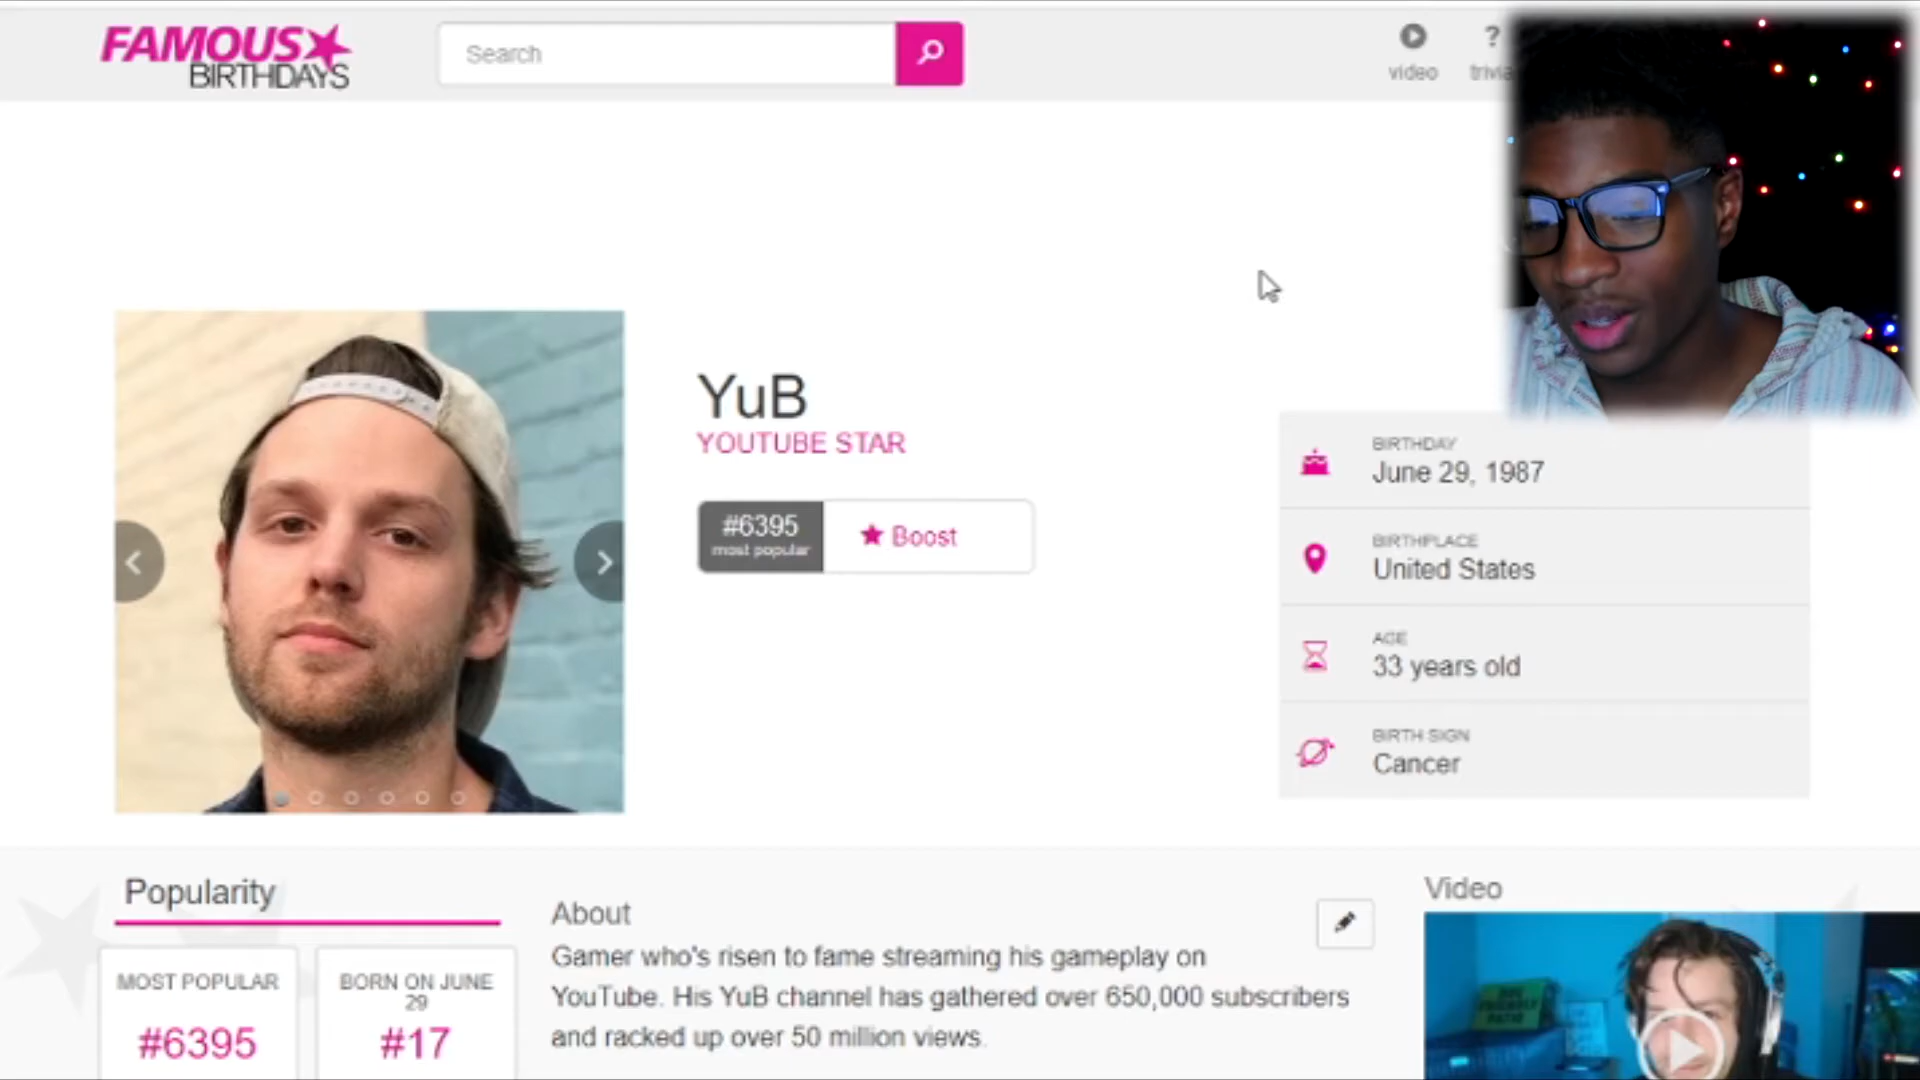 FAMOUS
BIRTHDAYS
Search
video
?
trivia
YuB
YOUTUBE STAR
#6395
most popular
Boost
BIRTHDAY
June 29, 1987
BIRTHPLACE
United States
AGE
33 years old
BIRTH SIGN
Cancer
Popularity
MOST POPULAR
#6395
BORN ON JUNE
29
#17
About
Gamer who's risen to fame streaming his gameplay on
YouTube. His YuB channel has gathered over 650,000 subscribers
and racked up over 50 million views.
Video